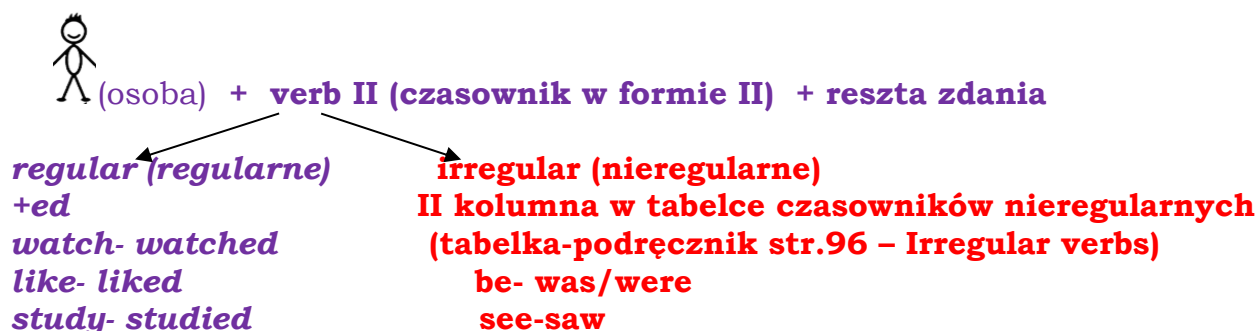 (osoba) + verb II (czasownik w formie II) + reszta zdania
regular (regularne) irregular (nieregularne)
+ed II kolumna w tabelce czasowników nieregularnych
watch- watched (tabelka-podręcznik str.96 – Irregular verbs)
like- liked be- was/were
study- studied see-saw